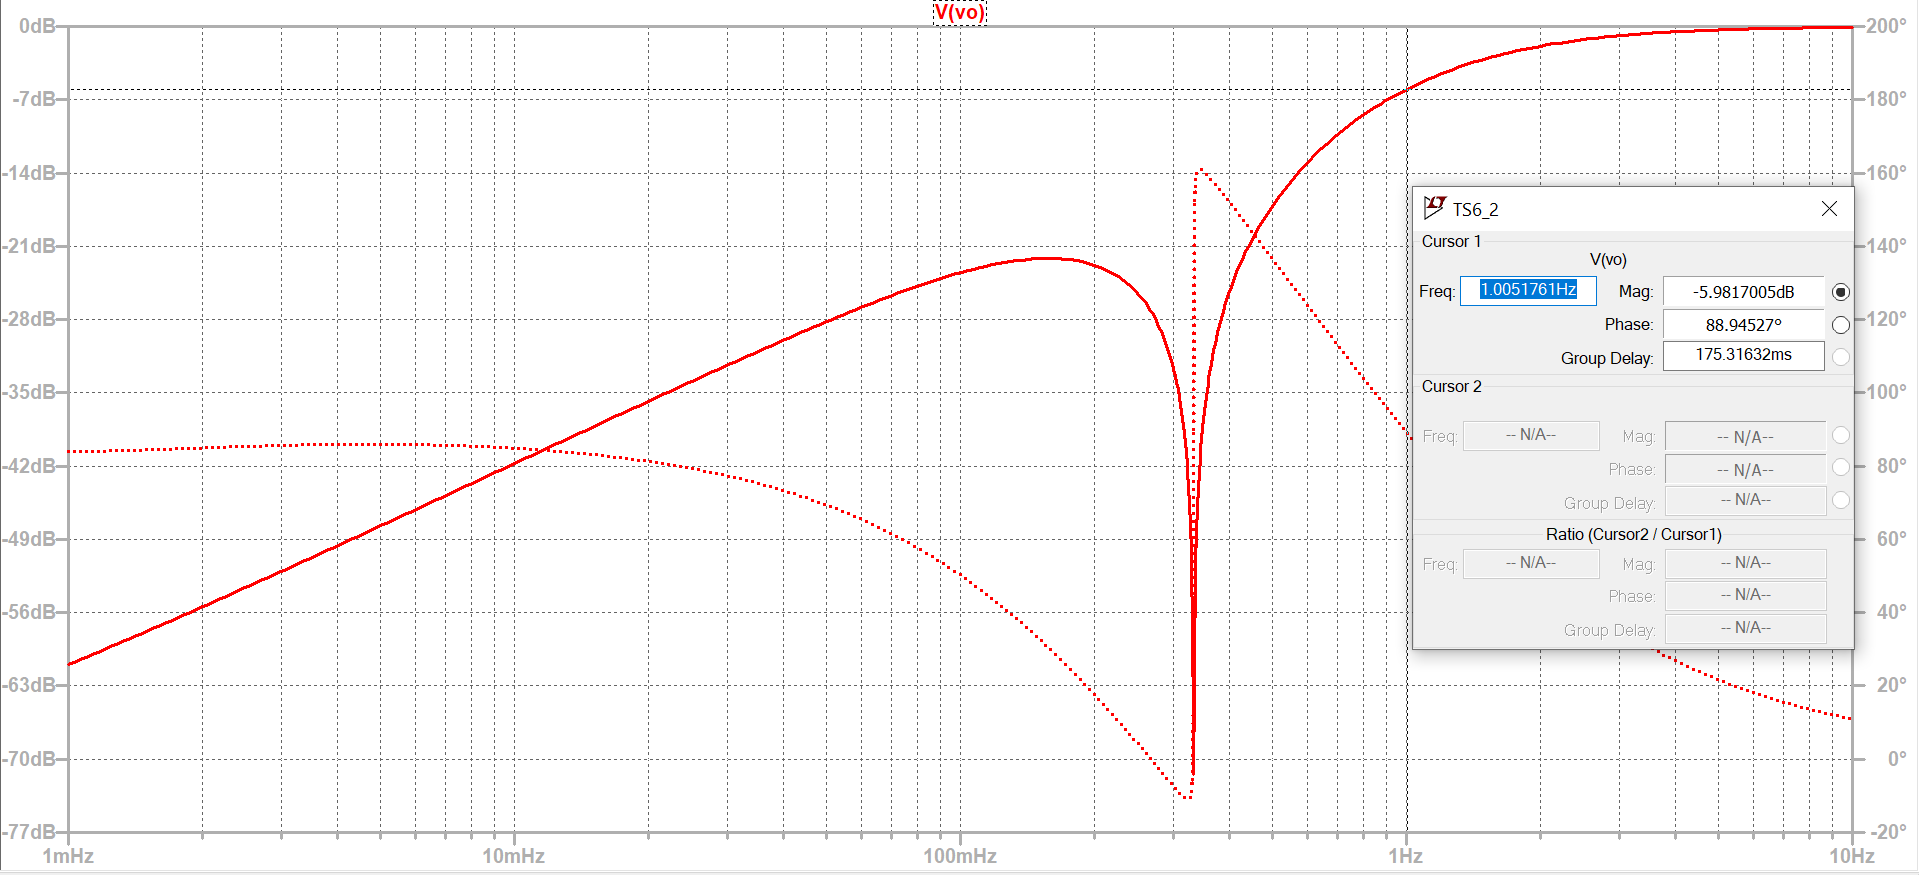 V(vo)
0dB
-7dB
-14dB
-21dB
-28dB
-35dB
-42dB
-49dB
-56dB
-63dB
-70dB
-77dB
1mHz 10mHz 100mHz 1Hz 10Hz
200°
180°
160°
140°
120°
100°
80°
60°
40°
20°
0°
-20°
TS6_2
Cursor 1
V(vo)
Freq: 1.0051761Hz Mag: -5.9817005dB
Phase: 88.94527°
Group Delay: 175.31632ms
Cursor 2
Freq: -- N/A-- Mag: -- N/A--
Phase: -- N/A--
Group Delay: -- N/A--
Ratio (Cursor2 / Cursor1)
Freq: -- N/A-- Mag: -- N/A--
Phase: -- N/A--
Group Delay: -- N/A--